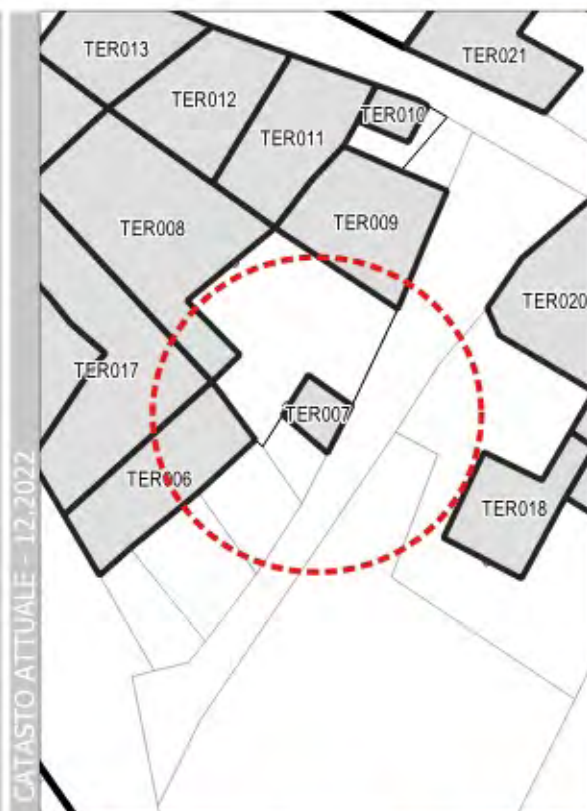 TER013
TER021
TER012
TER010
TER011
TER009
TER008
TER020
TER017
TER007
TER006
TER018
CATASTO ATTUALE - 12.2022